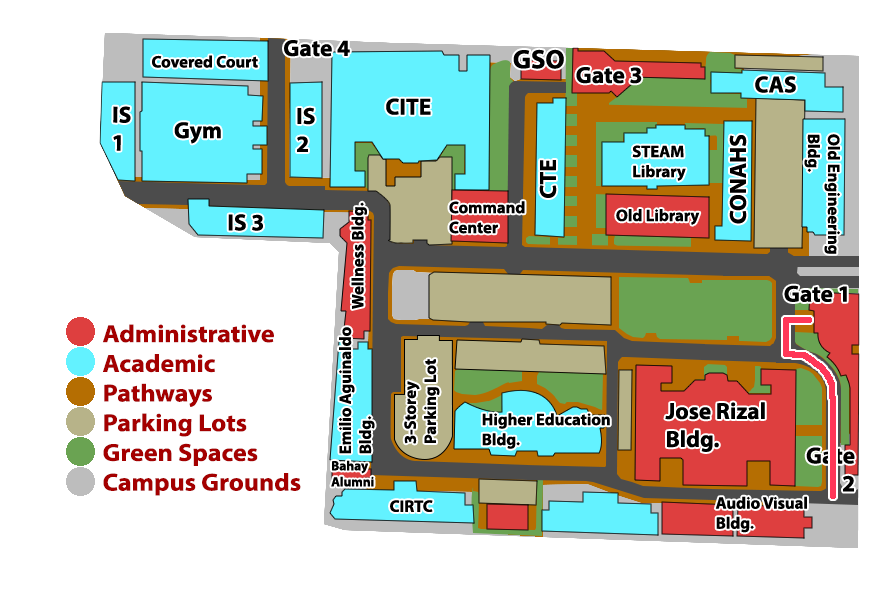 Gate 4
Covered Court
GSO
Gate 3
CAS
IS
1
Gym
IS
2
CITE
CTE
STEAM
Library
CONAHS
Old Engineering
Bldg.
Old Library
Command
Center
IS 3
Wellness Bldg.
Gate 1
Administrative
Academic
Pathways
Parking Lots
Green Spaces
Campus Grounds
Emilio Aguinaldo
Bldg.
3-Storey
Parking Lot
Higher Education
Bldg.
Jose Rizal
Bldg.
Gate
2
Bahay
Alumni
CIRTC
Audio Visual
Bldg.